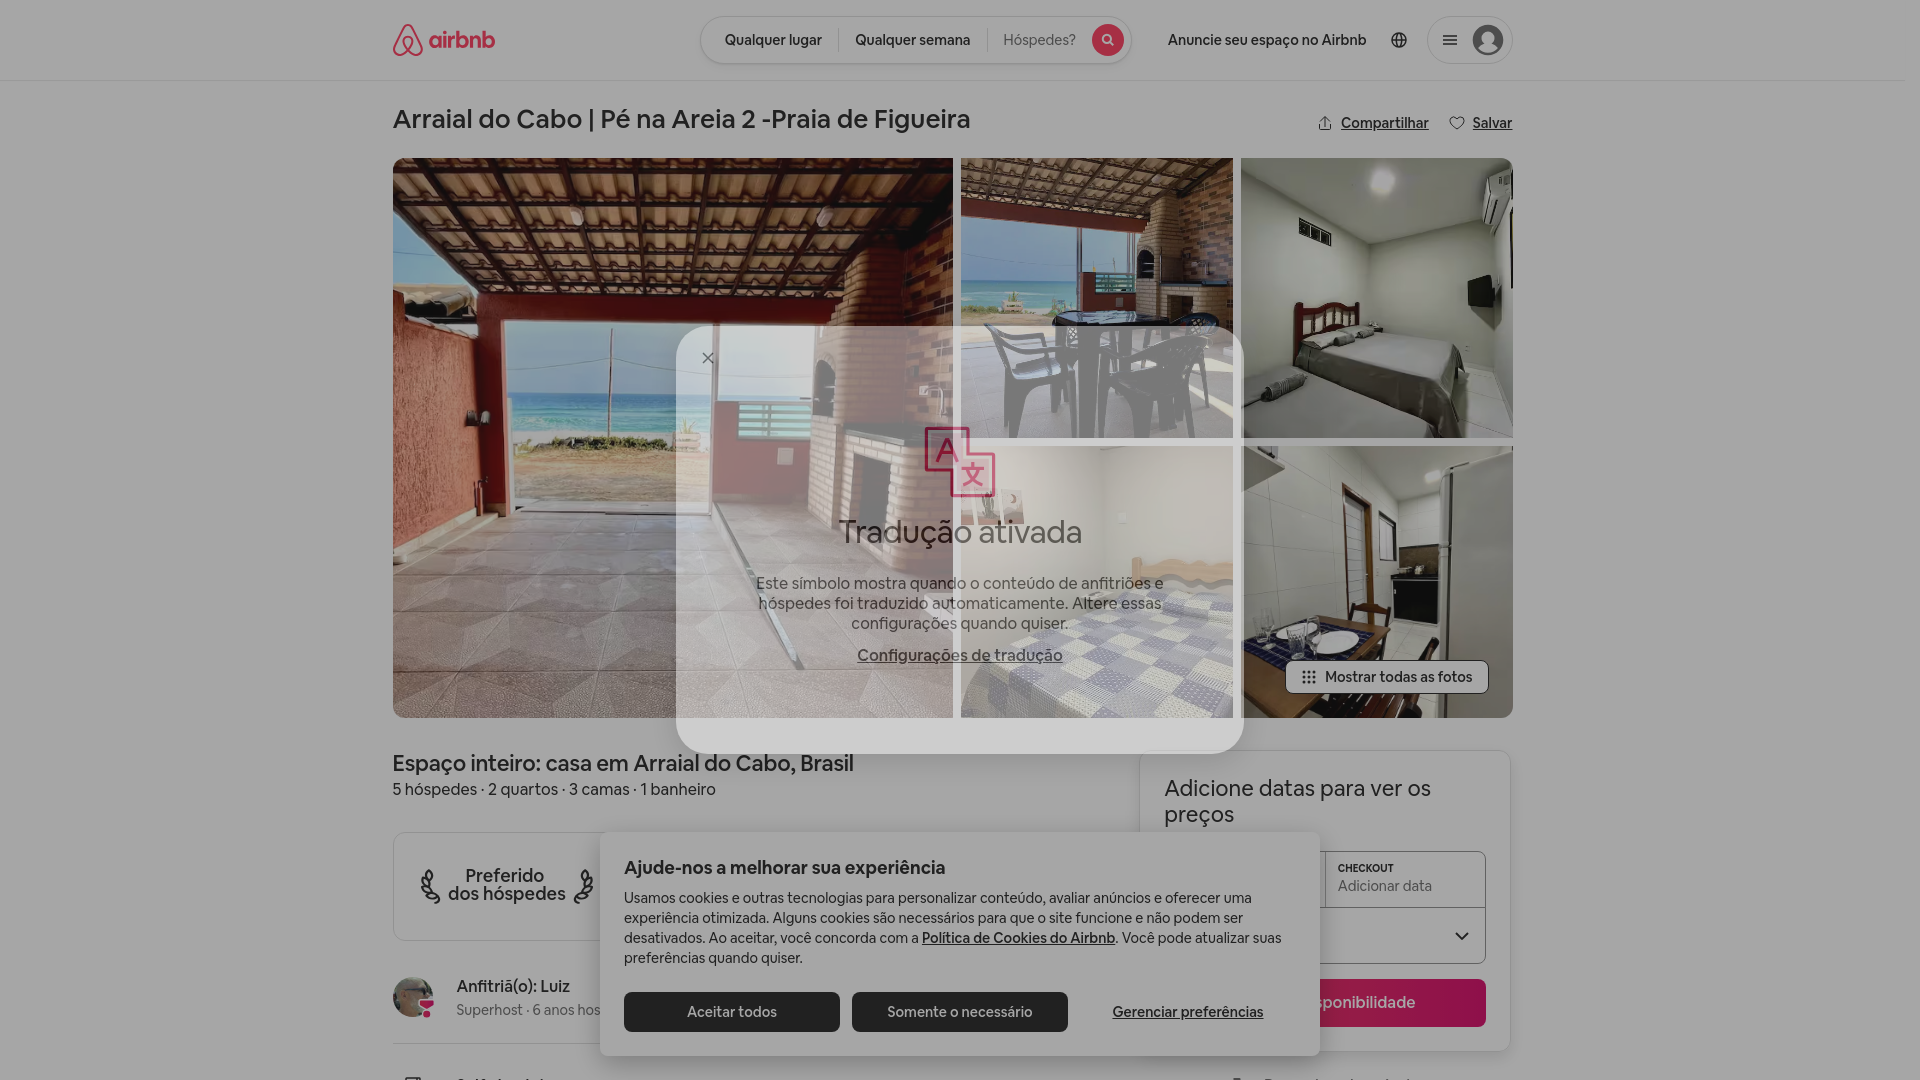 airbnb
Qualquer lugar
Qualquer semana
Hóspedes?
Anuncie seu espaço no Airbnb
Arraial do Cabo | Pé na Areia 2 -Praia de Figueira
Compartilhar
Salvar
A
文
Tradução ativada
Este símbolo mostra quando o conteúdo de anfitriões e
hóspedes foi traduzido automaticamente. Altere essas
configurações quando quiser.
Configurações de tradução
Mostrar todas as fotos
Espaço inteiro: casa em Arraial do Cabo, Brasil
5 hóspedes · 2 quartos · 3 camas · 1 banheiro
Adicione datas para ver os
preços
Preferido
dos hóspedes
CHECKOUT
Adicionar data
Anfitriã(o): Luiz
Superhost · 6 anos hos
Ajude-nos a melhorar sua experiência
Usamos cookies e outras tecnologias para personalizar conteúdo, avaliar anúncios e oferecer uma
experiência otimizada. Alguns cookies são necessários para que o site funcione e não podem ser
desativados. Ao aceitar, você concorda com a Política de Cookies do Airbnb. Você pode atualizar suas
preferências quando quiser.
Aceitar todos
Somente o necessário
Gerenciar preferências
sponibilidade